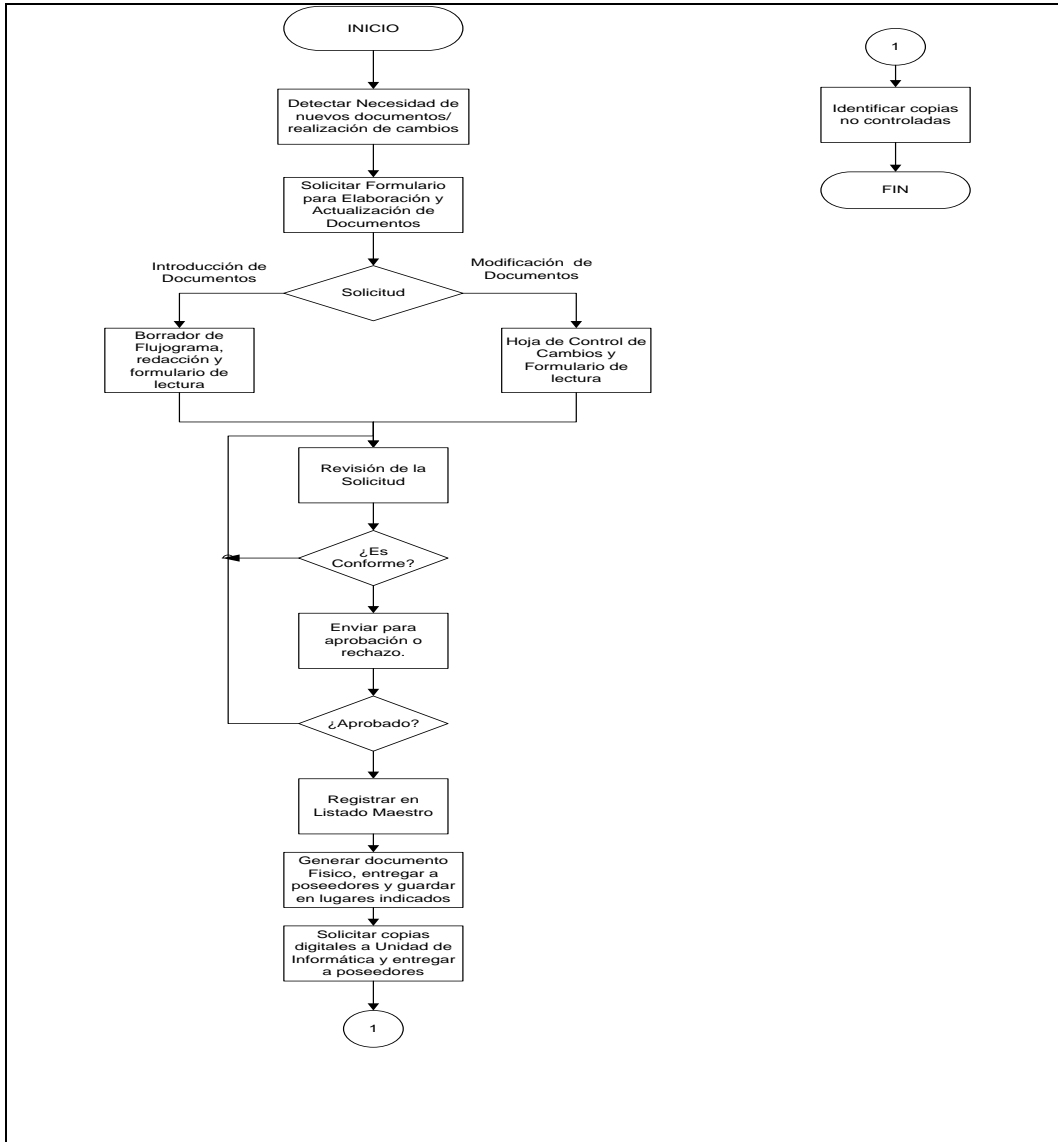 INICIO
Detectar Necesidad de
nuevos documentos/
realización de cambios
Solicitar Formulario
para Elaboración y
Actualización de
Documentos
Introducción de
Documentos
Solicitud
Modificación de
Documentos
Borrador de
Flujograma,
redacción y
formulario de
lectura
Hoja de Control de
Cambios y
Formulario de
lectura
Revisión de la
Solicitud
¿Es
Conforme?
Enviar para
aprobación o
rechazo.
¿Aprobado?
Registrar en
Listado Maestro
Generar documento
Fisico, entregar a
poseedores y guardar
en lugares indicados
Solicitar copias
digitales a Unidad de
Informática y entregar
a poseedores
1
1
Identificar copias
no controladas
FIN